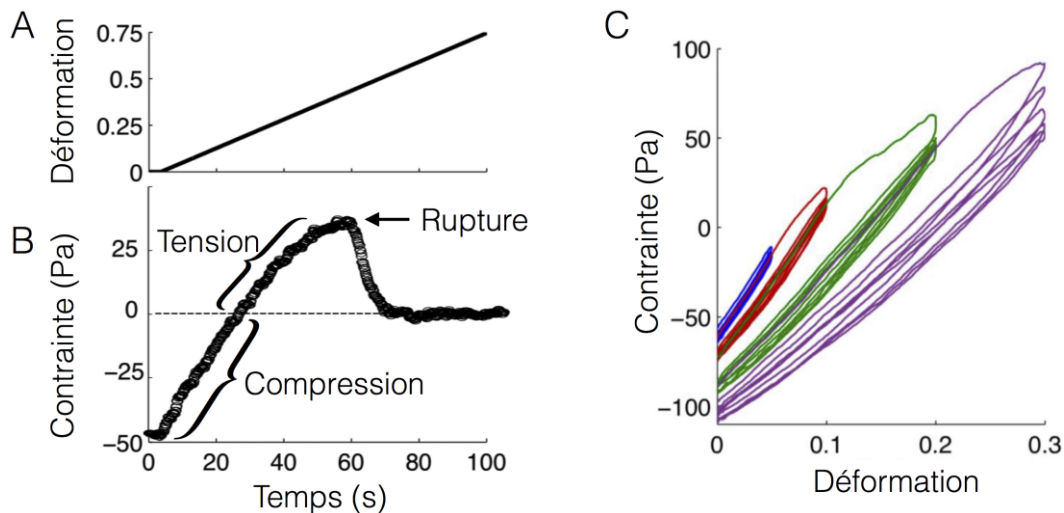 A
Déformation
0.75
0.5
0.25
0
B
Contrainte (Pa)
25
0
−25
−50
Tension
Rupture
Compression
0 20 40 60 80 100
Temps (s)
C
Contrainte (Pa)
100
50
0
−50
−100
0 0.1 0.2 0.3
Déformation